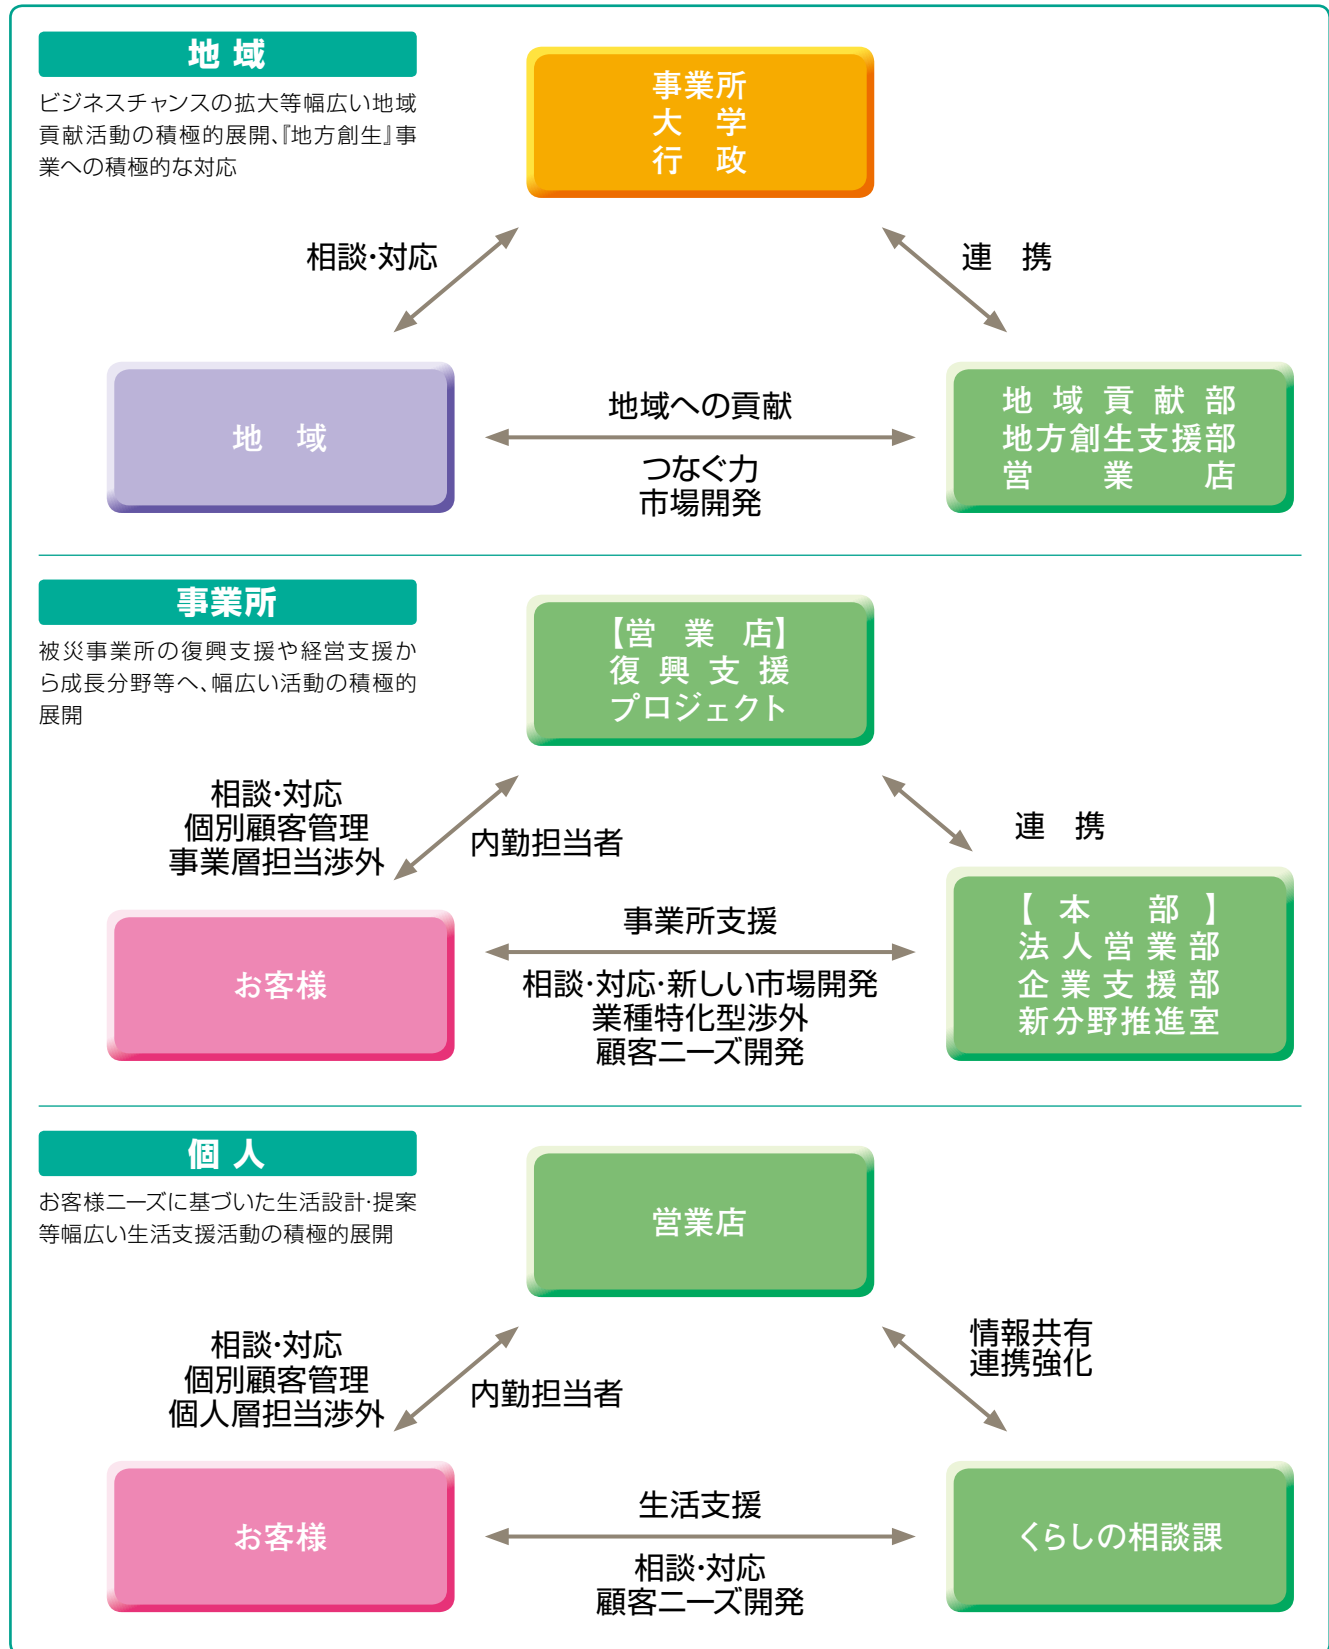 地域
ビジネスチャンスの拡大等幅広い地域
貢献活動の積極的展開、『地方創生』事
業への積極的な対応
事業所
大　学
行　政
相談・対応
連　携
地　域
地域への貢献
つなぐ力
市場開発
地域貢献部
地方創生支援部
営業店
事業所
被災事業所の復興支援や経営支援か
ら成長分野等へ、幅広い活動の積極的
展開
【営業店】
復興支援
プロジェクト
相談・対応
個別顧客管理
事業層担当渉外
内勤担当者
連　携
お客様
事業所支援
相談・対応・新しい市場開発
業種特化型渉外
顧客ニーズ開発
【本部】
法人営業部
企業支援部
新分野推進室
個人
お客様ニーズに基づいた生活設計・提案
等幅広い生活支援活動の積極的展開
営業店
相談・対応
個別顧客管理
個人層担当渉外
内勤担当者
情報共有
連携強化
お客様
生活支援
相談・対応
顧客ニーズ開発
くらしの相談課